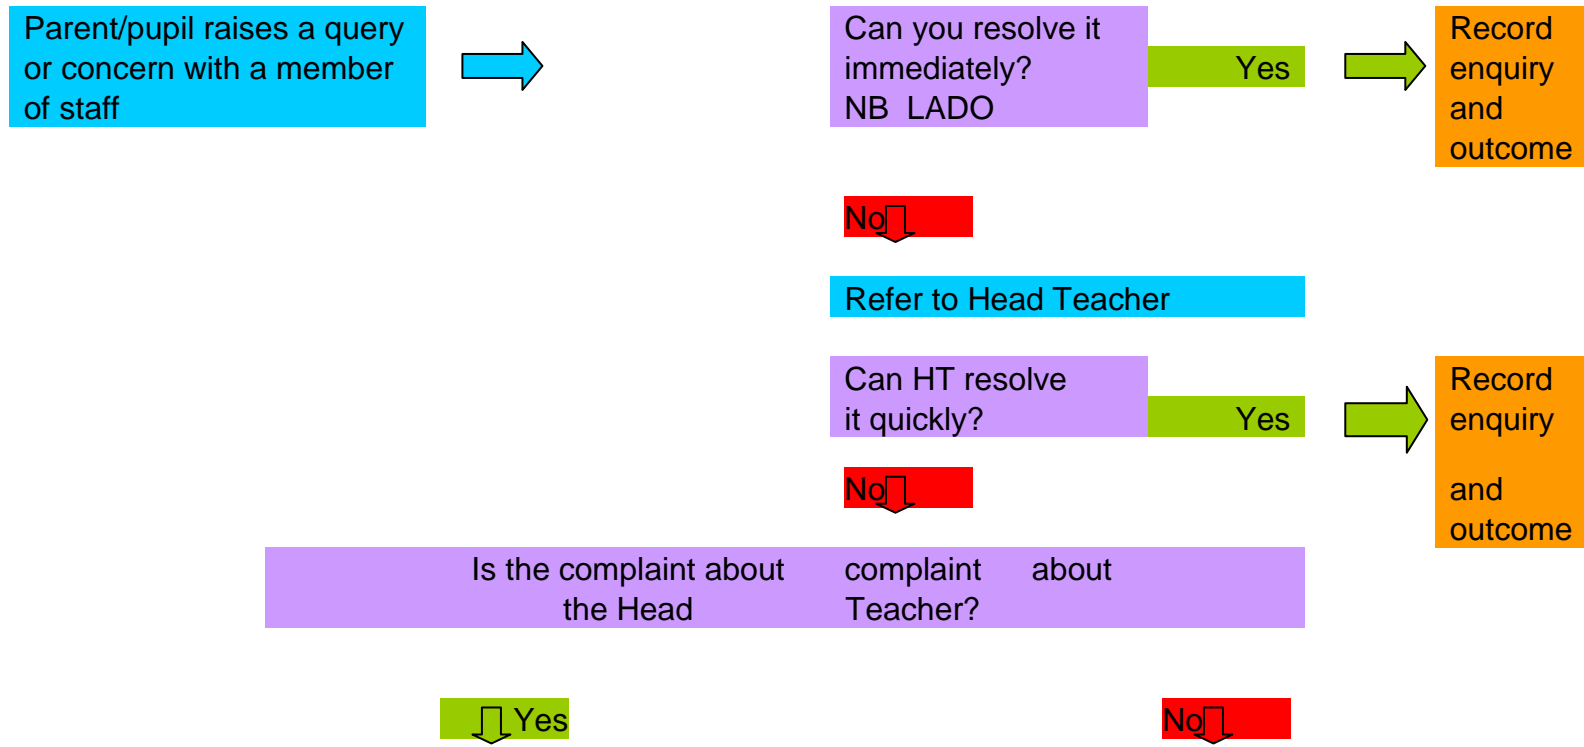 Parent/pupil raises a query
or concern with a member
of staff
Can you resolve it
immediately?
NB LADO
Yes
Record
enquiry
and
outcome
No
Refer to Head Teacher
Can HT resolve
it quickly?
Yes
Record
enquiry
and
outcome
No
Is the complaint about complaint about
the Head Teacher?
Yes
No